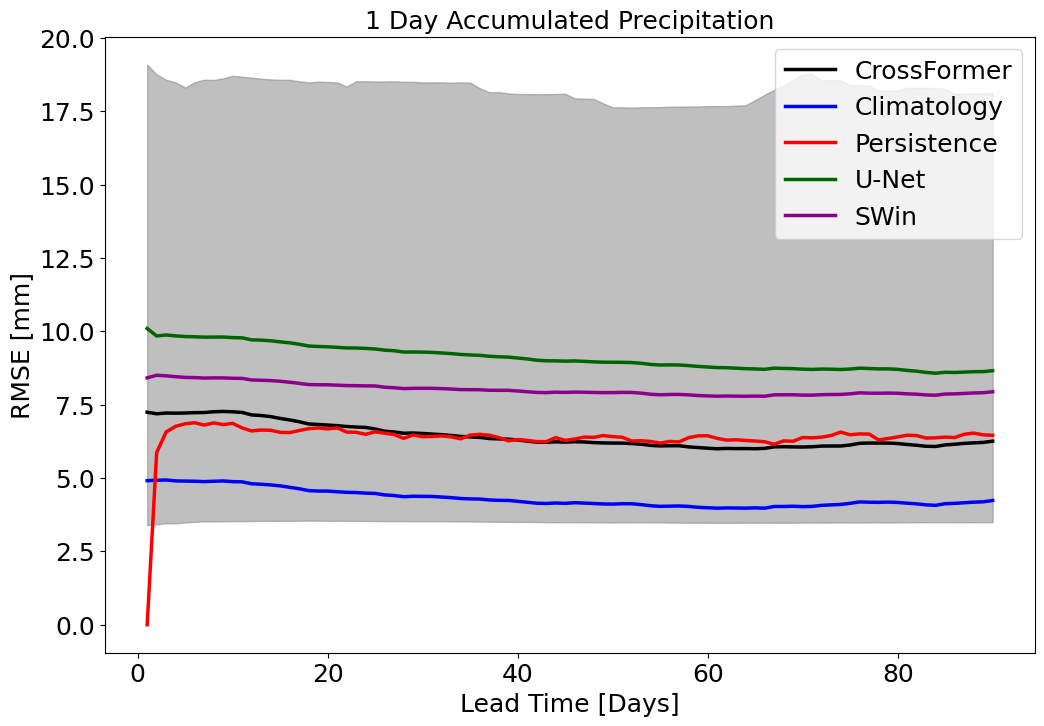 1 Day Accumulated Precipitation
20.0
17.5
15.0
12.5
10.0
7.5
5.0
2.5
0.0
RMSE [mm]
CrossFormer
Climatology
Persistence
U-Net
SWin
0 20 40 60 80
Lead Time [Days]